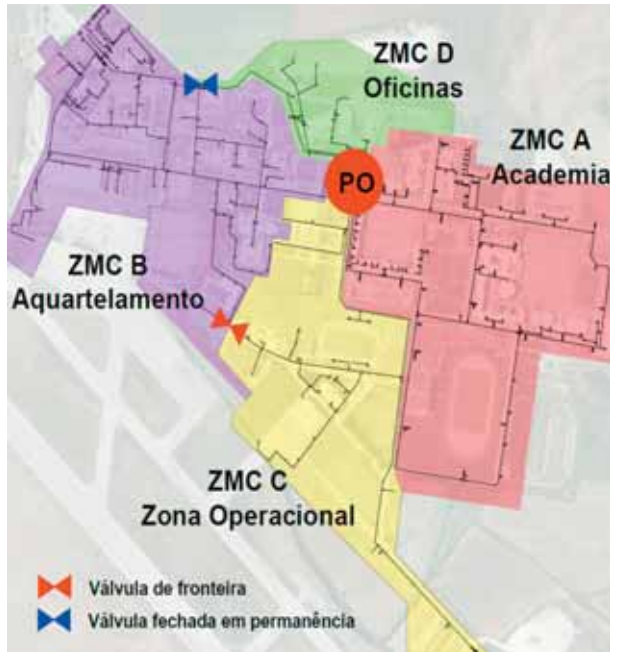 ZMC D
Oficinas
ZMC A
Academia
PO
ZMC B
Aquartelamento
ZMC C
Zona Operacional
Válvula de fronteira
Válvula fechada em permanência